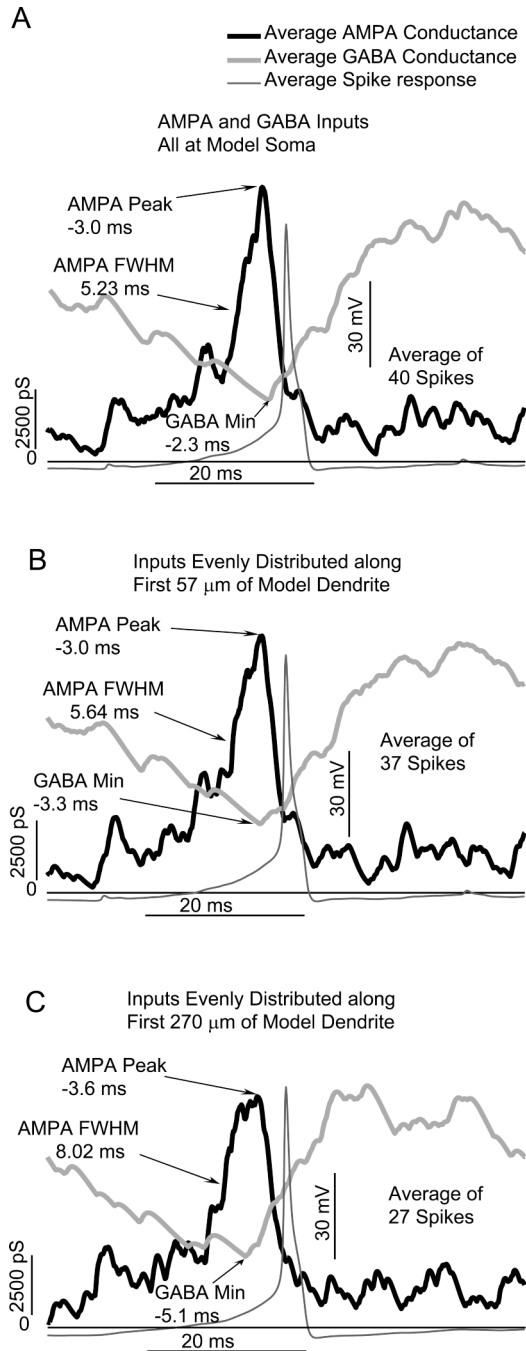 A
Average AMPA Conductance
Average GABA Conductance
Average Spike response
AMPA and GABA Inputs
All at Model Soma
AMPA Peak
-3.0 ms
AMPA FWHM
5.23 ms
30 mV
Average of
40 Spikes
2500 pS
0
GABA Min
-2.3 ms
20 ms
B
Inputs Evenly Distributed along
First 57 μm of Model Dendrite
AMPA Peak
-3.0 ms
AMPA FWHM
5.64 ms
GABA Min
-3.3 ms
30 mV
Average of
37 Spikes
2500 pS
0
20 ms
C
Inputs Evenly Distributed along
First 270 μm of Model Dendrite
AMPA Peak
-3.6 ms
AMPA FWHM
8.02 ms
30 mV
Average of
27 Spikes
2500 pS
0
GABA Min
-5.1 ms
20 ms